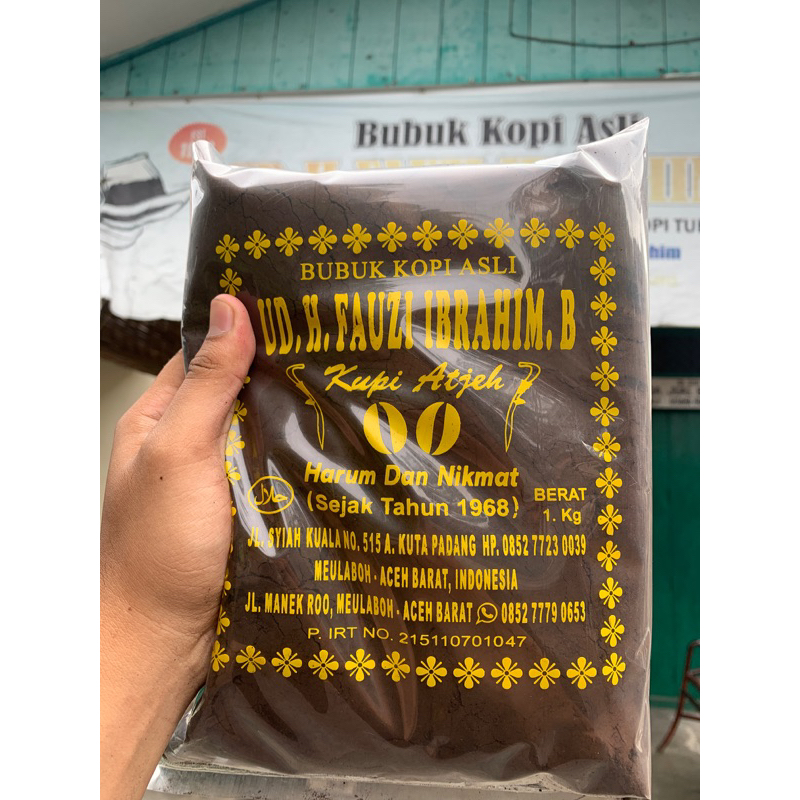 Bubuk Kopi Asli
BUBUK KOPI ASLI
UD. H. FAUZI IBRAHIM. B
Kupi Atjeh
Harum Dan Nikmat
حلال
(Sejak Tahun 1968)
BERAT
1. Kg
JL. SYIAH KUALA NO. 515 A. KUTA PADANG HP. 0852 7723 0039
MEULABOH - ACEH BARAT, INDONESIA
JL. MANEK ROO, MEULABOH - ACEH BARAT 0852 7779 0653
P. IRT NO. 215110701047